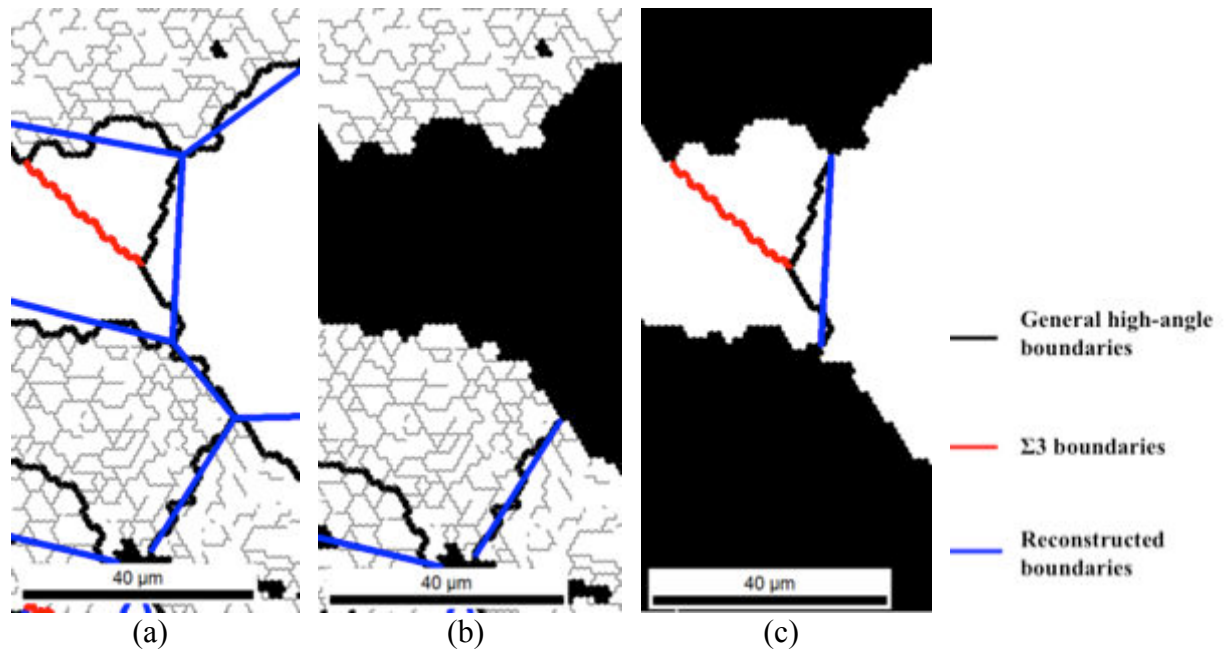 General high-angle
boundaries
Σ3 boundaries
Reconstructed
boundaries
40 µm
40 µm
40 µm
(a)
(b)
(c)